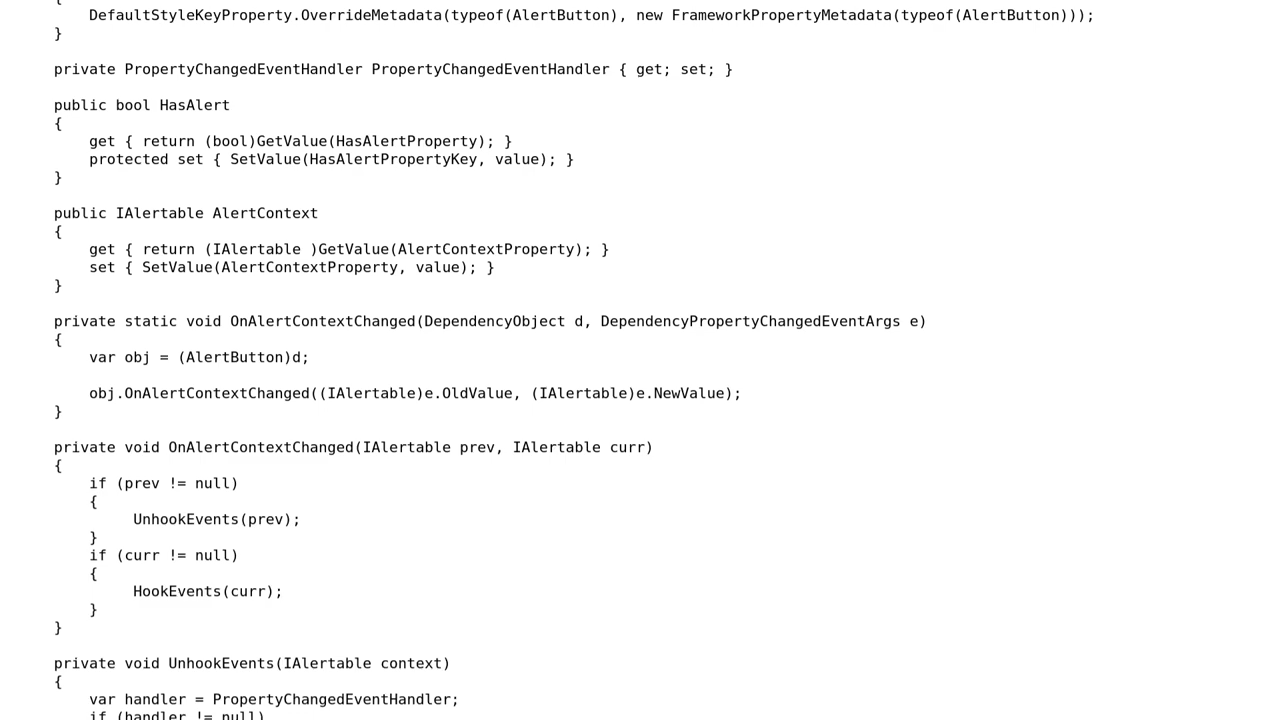 {
    DefaultStyleKeyProperty.OverrideMetadata(typeof(AlertButton), new FrameworkPropertyMetadata(typeof(AlertButton)));
}

private PropertyChangedEventHandler PropertyChangedEventHandler { get; set; }

public bool HasAlert
{
    get { return (bool)GetValue(HasAlertProperty); }
    protected set { SetValue(HasAlertPropertyKey, value); }
}

public IAlertable AlertContext
{
    get { return (IAlertable )GetValue(AlertContextProperty); }
    set { SetValue(AlertContextProperty, value); }
}

private static void OnAlertContextChanged(DependencyObject d, DependencyPropertyChangedEventArgs e)
{
    var obj = (AlertButton)d;

    obj.OnAlertContextChanged((IAlertable)e.OldValue, (IAlertable)e.NewValue);
}

private void OnAlertContextChanged(IAlertable prev, IAlertable curr)
{
    if (prev != null)
    {
         UnhookEvents(prev);
    }
    if (curr != null)
    {
         HookEvents(curr);
    }
}

private void UnhookEvents(IAlertable context)
{
    var handler = PropertyChangedEventHandler;
    if (handler != null)